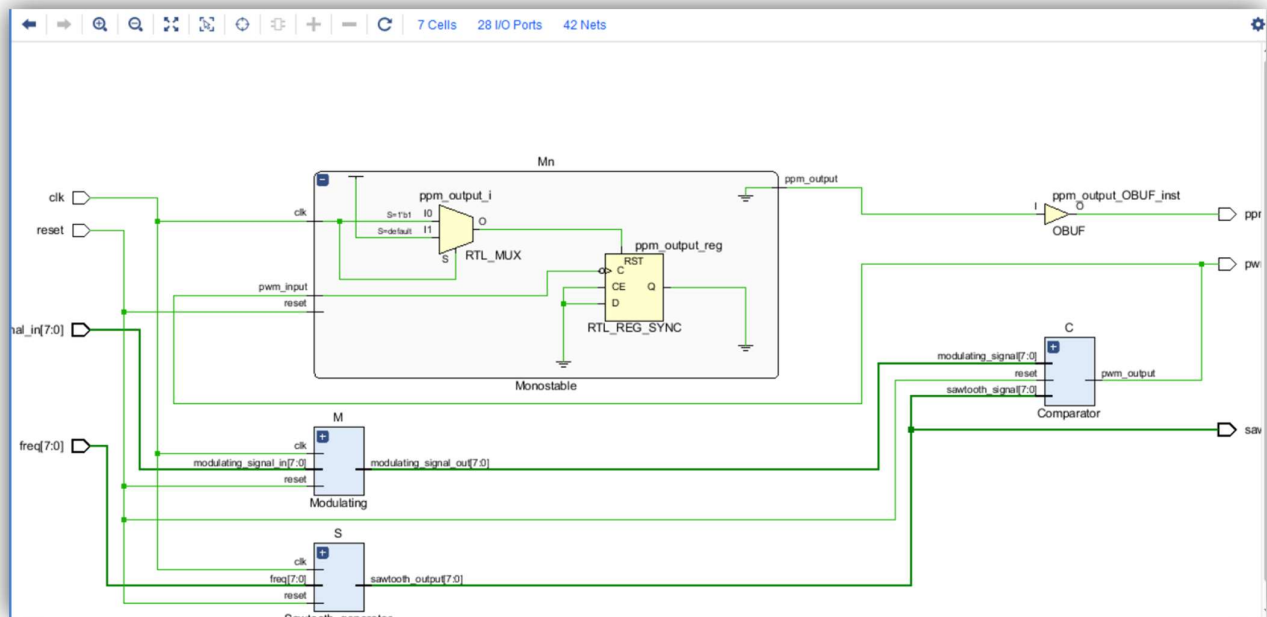 7 Cells 28 I/O Ports 42 Nets
Mn
clk
reset
nal_in[7:0]
freq[7:0]
clk
pwm_input
reset
ppm_output_i
S=1'b1 I0
S=default I1
O
S
RTL_MUX
ppm_output_reg
RST
C
CE Q
D
RTL_REG_SYNC
Monostable
ppm_output
ppm_output_OBUF_inst
I O
OBUF
C
modulating_signal[7:0]
reset
sawtooth_signal[7:0]
pwm_output
Comparator
M
clk
modulating_signal_in[7:0]
reset
modulating_signal_out[7:0]
Modulating
S
clk
freq[7:0]
reset
sawtooth_output[7:0]